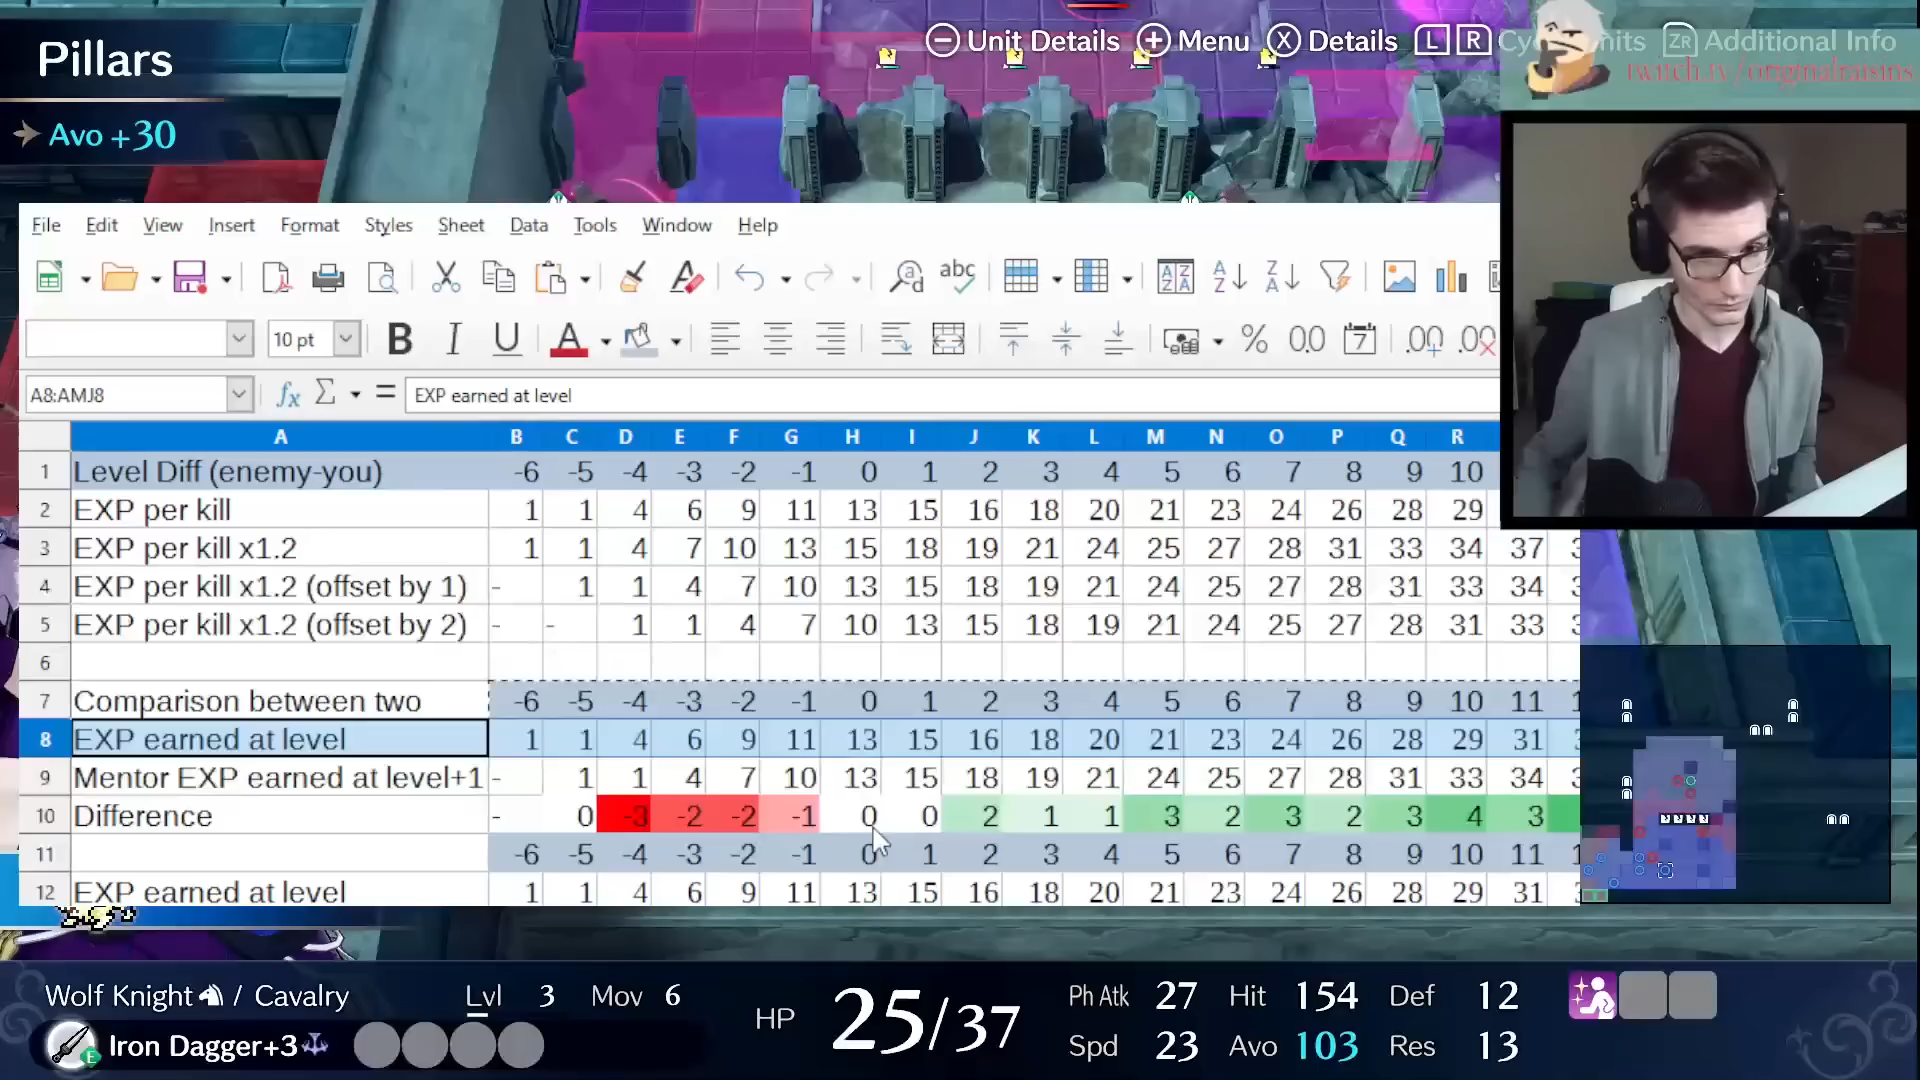 Pillars
Avo +30
Unit Details Menu Details L R Cycle Units ZR Additional Info
twitch.tv/originalraisins
File Edit View Insert Format Styles Sheet Data Tools Window Help
10 pt
A8:AMJ8 EXP earned at level
A B C D E F G H I J K L M N O P Q R
1 Level Diff (enemy-you) -6 -5 -4 -3 -2 -1 0 1 2 3 4 5 6 7 8 9 10
2 EXP per kill 1 1 4 6 9 11 13 15 16 18 20 21 23 24 26 28 29
3 EXP per kill x1.2 1 1 4 7 10 13 15 18 19 21 24 25 27 28 31 33 34 37
4 EXP per kill x1.2 (offset by 1) - 1 1 4 7 10 13 15 18 19 21 24 25 27 28 31 33 34
5 EXP per kill x1.2 (offset by 2) - - 1 1 4 7 10 13 15 18 19 21 24 25 27 28 31 33
6
7 Comparison between two -6 -5 -4 -3 -2 -1 0 1 2 3 4 5 6 7 8 9 10 11
8 EXP earned at level 1 1 4 6 9 11 13 15 16 18 20 21 23 24 26 28 29 31
9 Mentor EXP earned at level+1 - 1 1 4 7 10 13 15 18 19 21 24 25 27 28 31 33 34
10 Difference - 0 -3 -2 -2 -1 0 0 2 1 1 3 2 3 2 3 4 3
11 -6 -5 -4 -3 -2 -1 0 1 2 3 4 5 6 7 8 9 10 11
12 EXP earned at level 1 1 4 6 9 11 13 15 16 18 20 21 23 24 26 28 29 31
Wolf Knight / Cavalry Lvl 3 Mov 6 HP 25/37 Ph Atk 27 Hit 154 Def 12
E Iron Dagger+3 Spd 23 Avo 103 Res 13